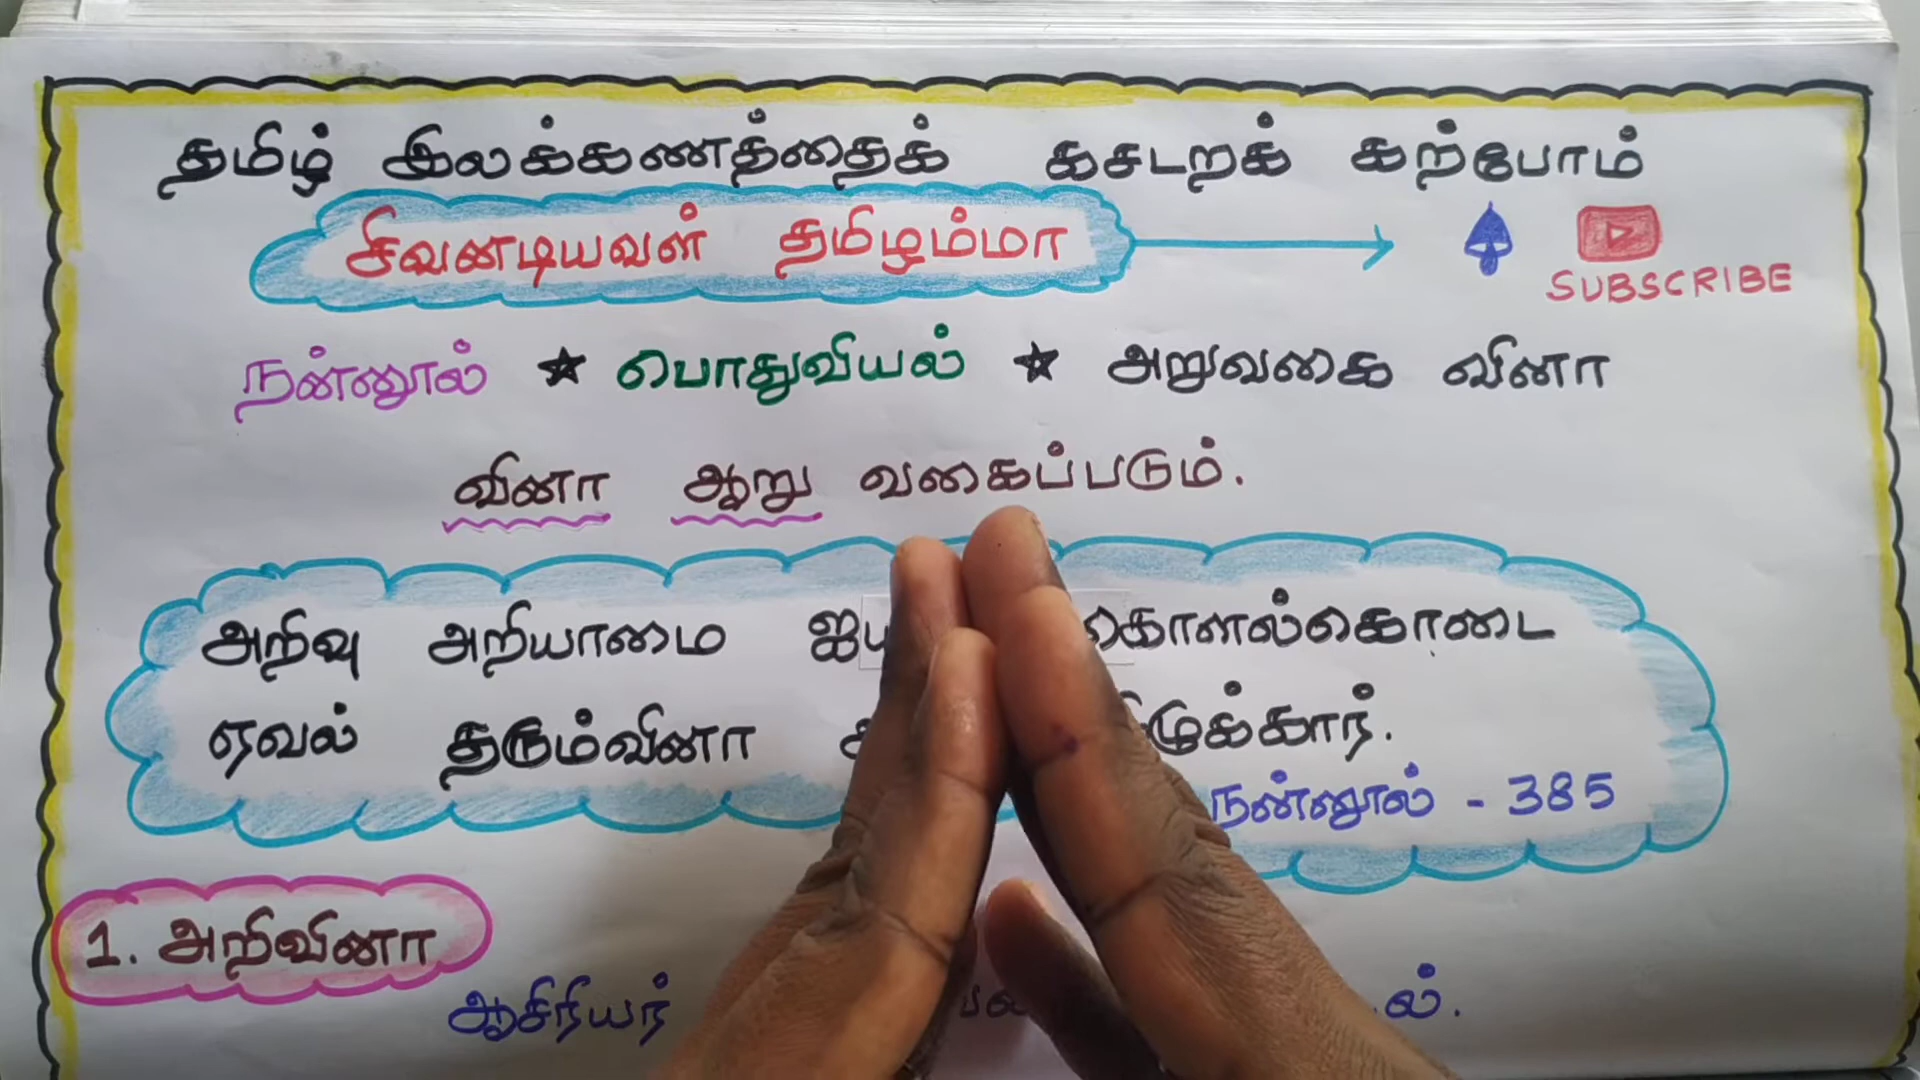 தமிழ் இலக்கணத்தைக் கசடறக் கற்போம்
சிவனடியவள் தமிழம்மா
SUBSCRIBE
நன்னூல் ★ பொதுவியல் ★ அறுவகை வினா
வினா ஆறு வகைப்படும்.
அறிவு அறியாமை கொளல்கொடை
ஏவல் தரும்வினா
நன்னூல் - 385
1. அறிவினா
ஆசிரியர்